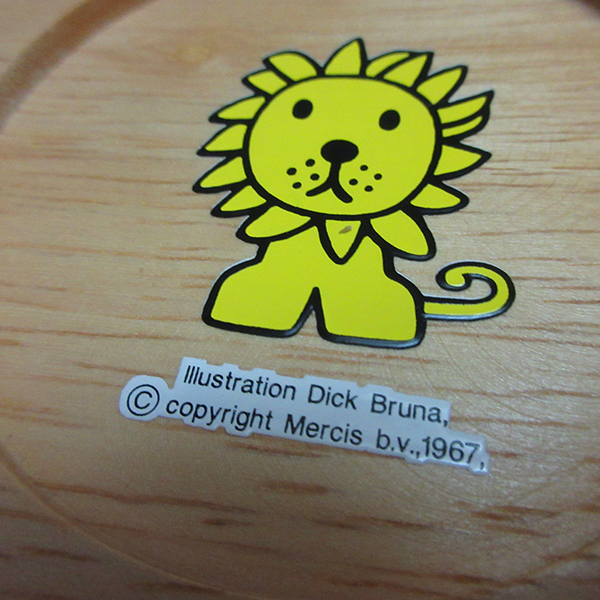 Illustration Dick Bruna,
© copyright Mercis b.v.,1967,